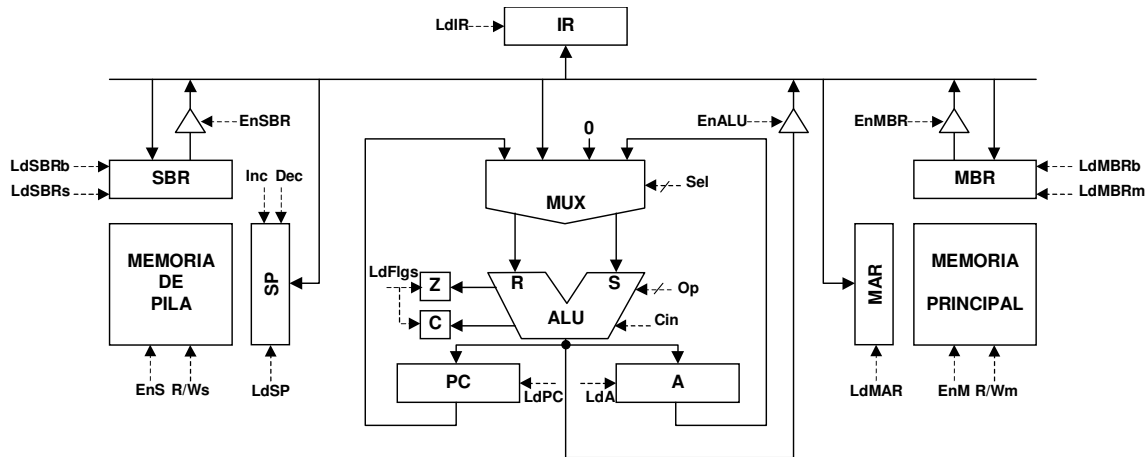 LdIR
IR
EnSBR
EnALU
EnMBR
0
LdSBRb
LdSBRs
SBR
Inc Dec
MUX
Sel
MBR
LdMBRb
LdMBRm
MEMORIA
DE
PILA
SP
LdFlgs
Z
C
R
S
ALU
Op
Cin
MAR
MEMORIA
PRINCIPAL
EnS R/Ws
LdSP
PC
LdPC
LdA
A
LdMAR
EnM R/Wm